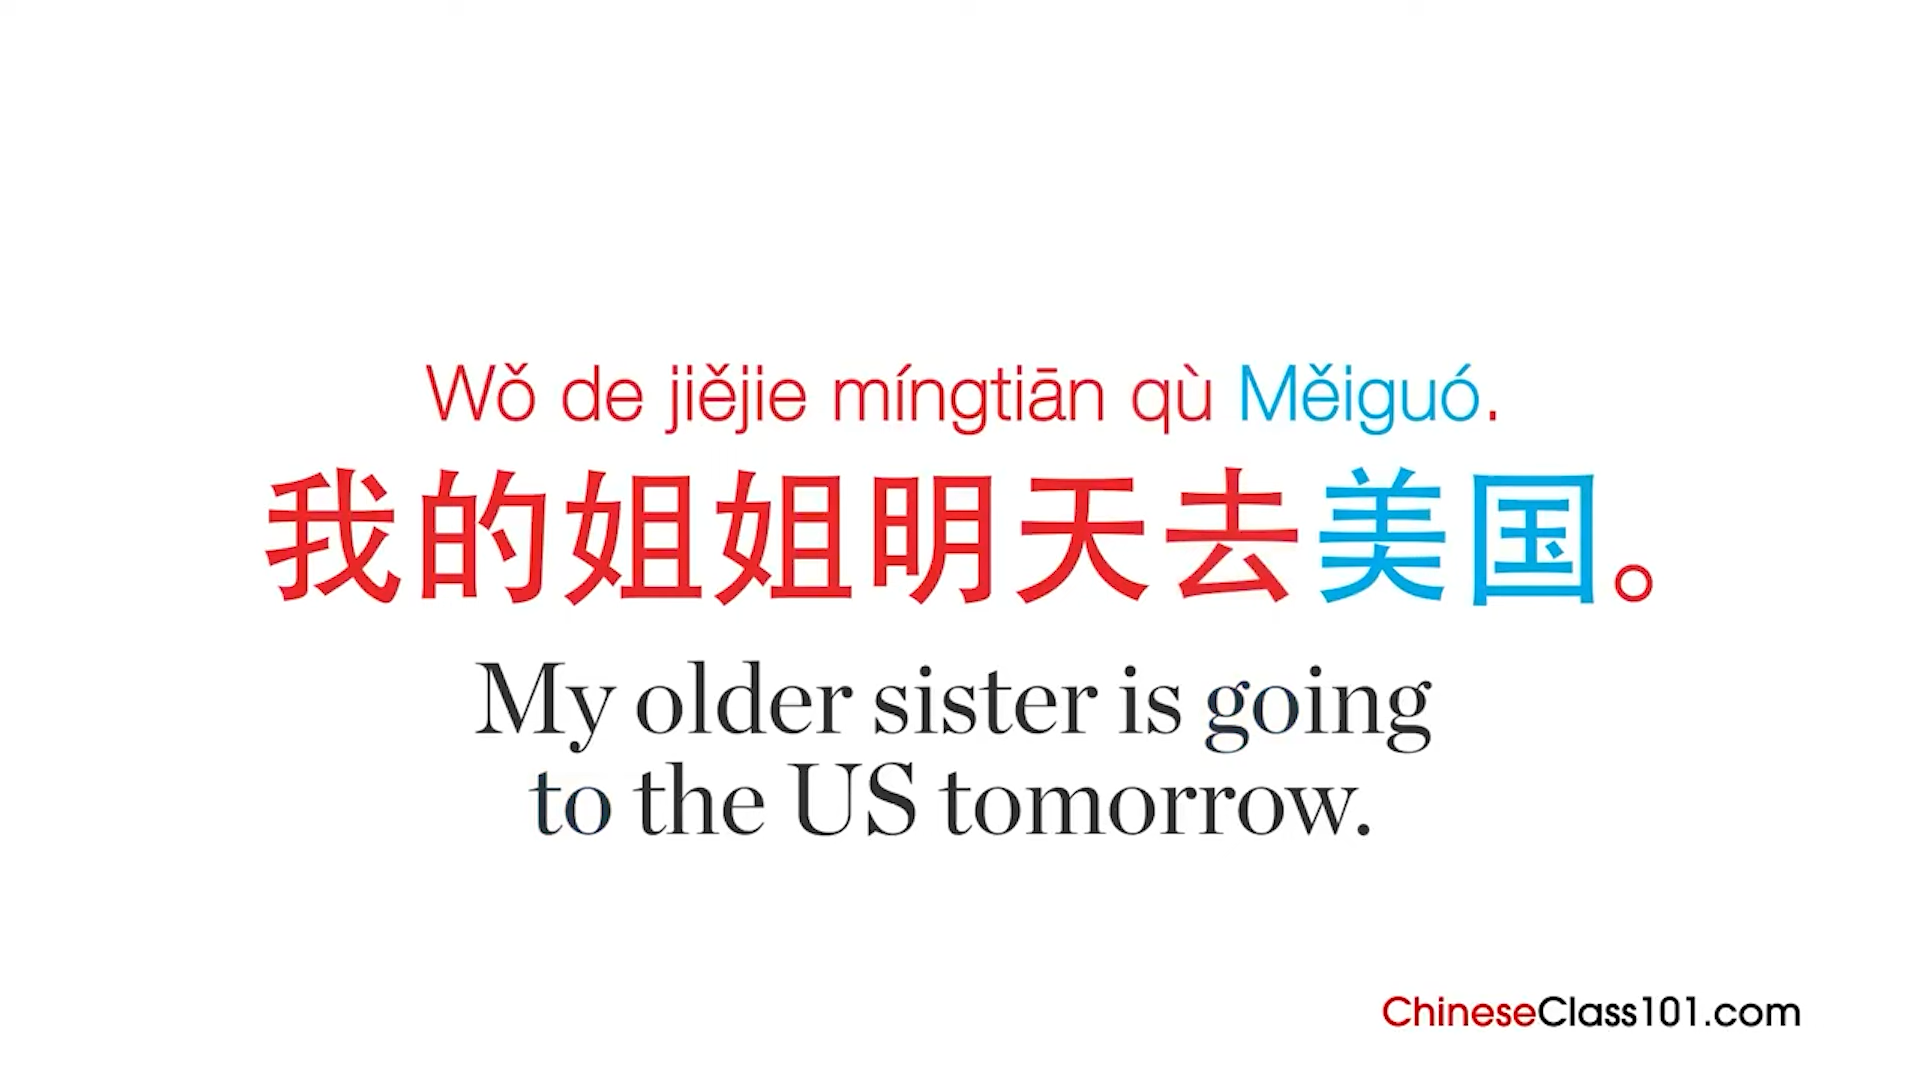 Wǒ de jiějie míngtiān qù Měiguó.
我的姐姐明天去美国。
My older sister is going
to the US tomorrow.
ChineseClass101.com